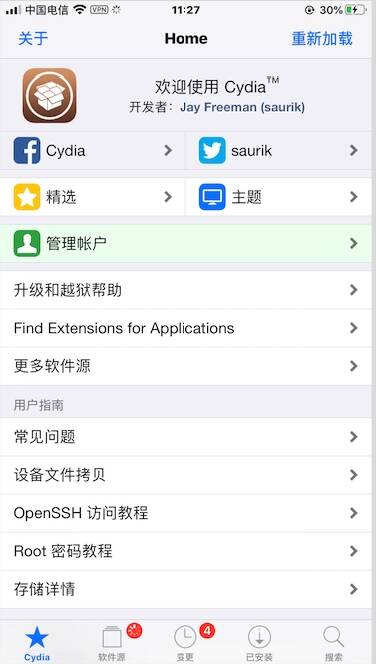 中国电信 VPN 11:27 30%
关于 Home 重新加载
欢迎使用 Cydia™
开发者：Jay Freeman (saurik)
Cydia saurik
精选 主题
管理帐户
升级和越狱帮助
Find Extensions for Applications
更多软件源
用户指南
常见问题
设备文件拷贝
OpenSSH 访问教程
Root 密码教程
存储详情
4
Cydia 软件源 变更 已安装 搜索